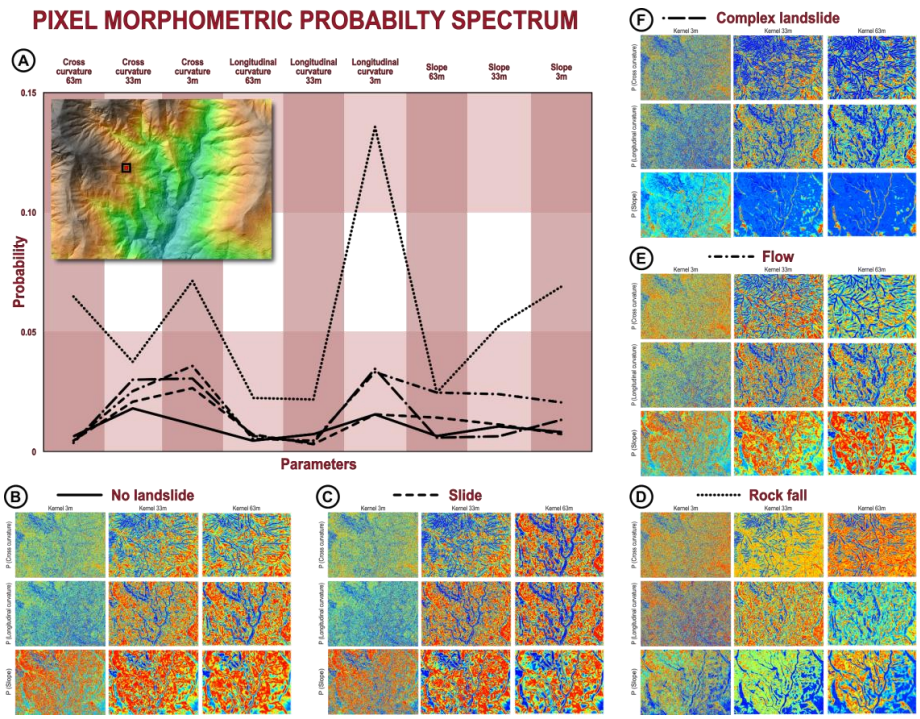 PIXEL MORPHOMETRIC PROBABILTY SPECTRUM
A
Cross curvature 63m
Cross curvature 33m
Cross curvature 3m
Longitudinal curvature 63m
Longitudinal curvature 33m
Longitudinal curvature 3m
Slope 63m
Slope 33m
Slope 3m
0.15
0.10
0.05
0
Probability
Parameters
B
No landslide
Kernel 3m
Kernel 33m
Kernel 63m
P (Cross curvature)
P (Longitudinal curvature)
P (Slope)
C
Slide
Kernel 3m
Kernel 33m
Kernel 63m
P (Cross curvature)
P (Longitudinal curvature)
P (Slope)
F
Complex landslide
Kernel 3m
Kernel 33m
Kernel 63m
P (Cross curvature)
P (Longitudinal curvature)
P (Slope)
E
Flow
Kernel 3m
Kernel 33m
Kernel 63m
P (Cross curvature)
P (Longitudinal curvature)
P (Slope)
D
Rock fall
Kernel 3m
Kernel 33m
Kernel 63m
P (Cross curvature)
P (Longitudinal curvature)
P (Slope)